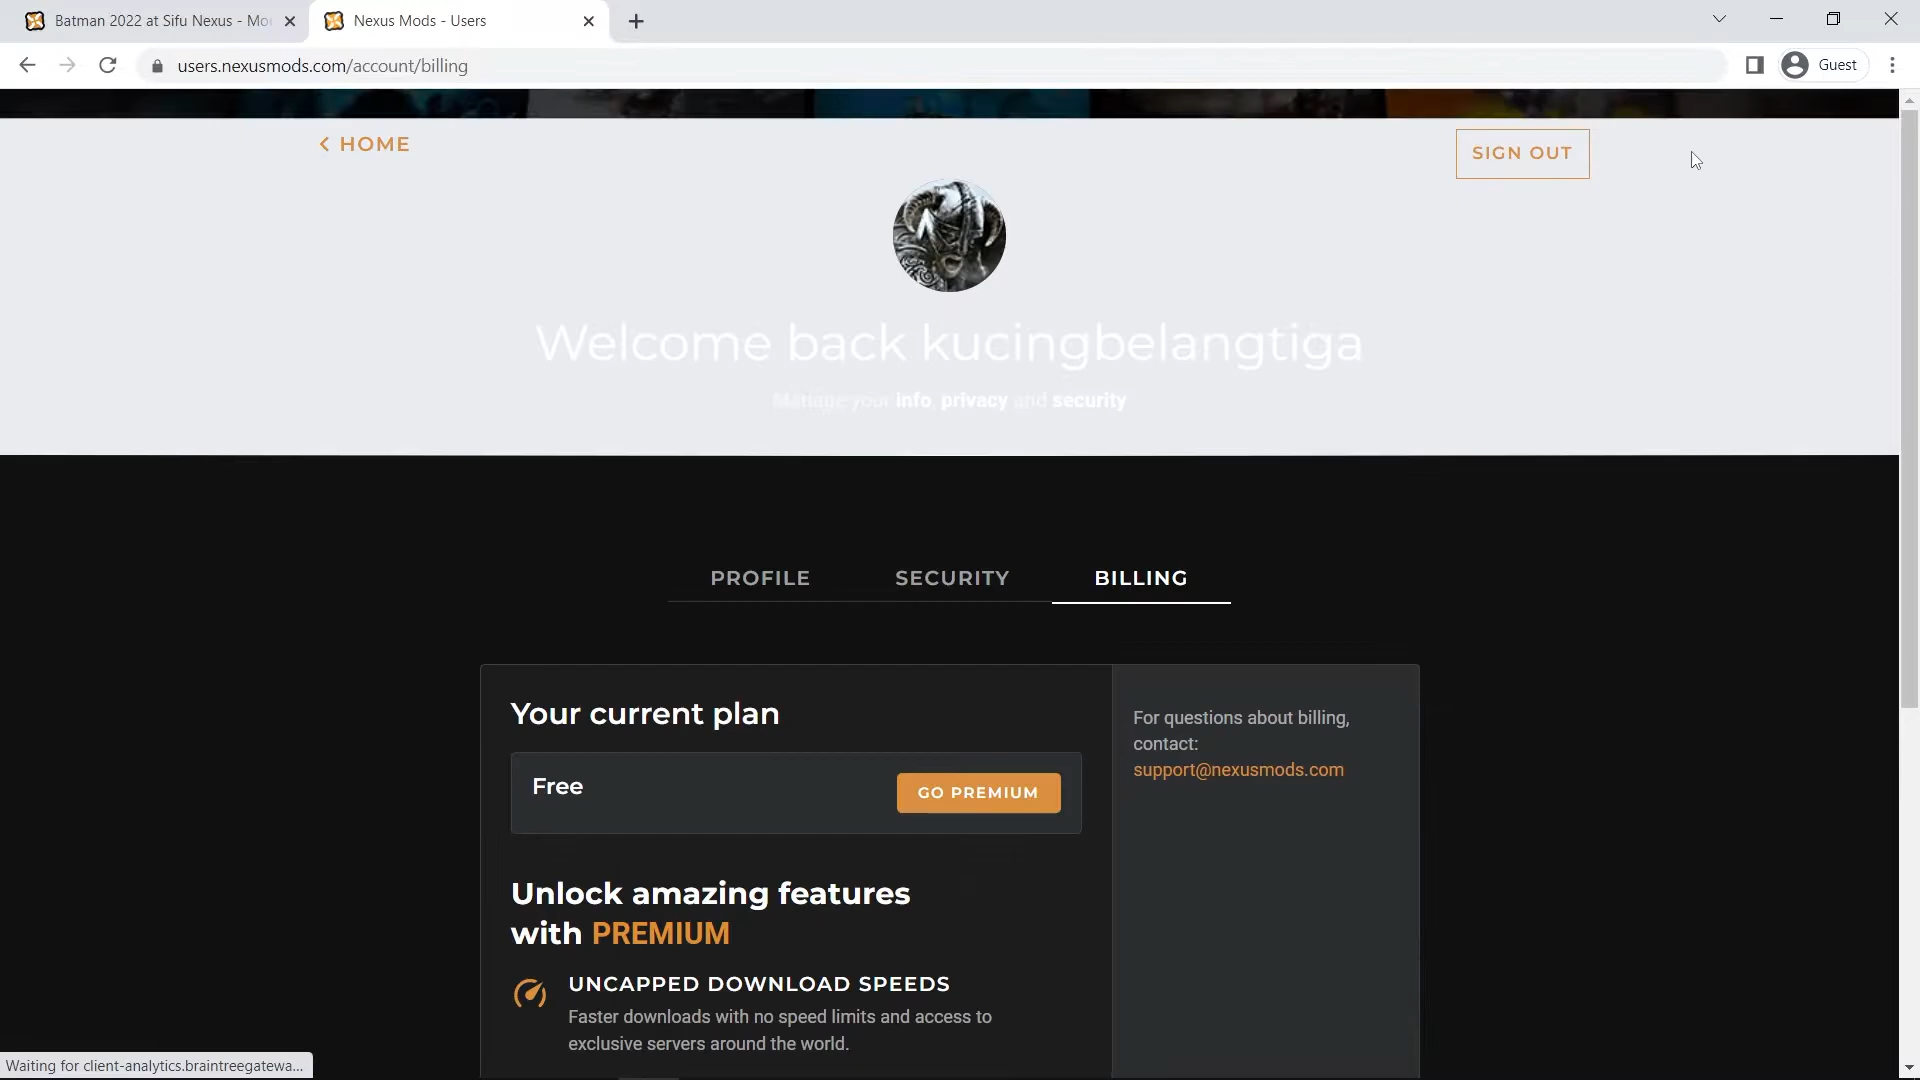 Batman 2022 at Sifu Nexus - Mo
Nexus Mods - Users
users.nexusmods.com/account/billing
Guest
HOME
SIGN OUT
Welcome back kucingbelangtiga
Manage your info, privacy and security
PROFILE
SECURITY
BILLING
Your current plan
Free
GO PREMIUM
For questions about billing,
contact:
support@nexusmods.com
Unlock amazing features
with PREMIUM
UNCAPPED DOWNLOAD SPEEDS
Faster downloads with no speed limits and access to
exclusive servers around the world.
Waiting for client-analytics.braintreegatewa...